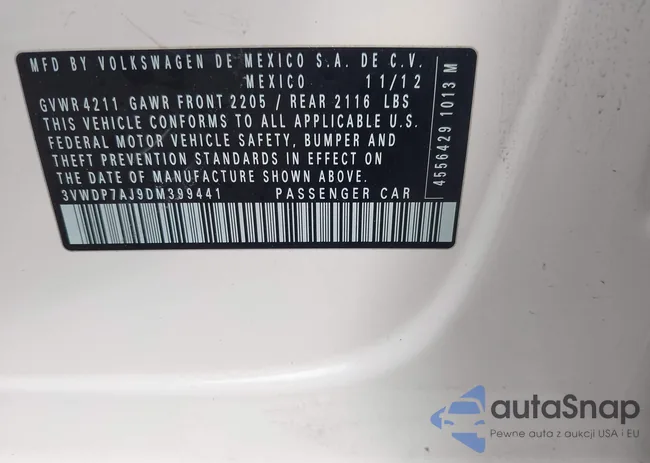 MFD BY VOLKSWAGEN DE MEXICO S.A. DE C.V.
MEXICO 11/12
GVWR 4211 GAWR FRONT 2205 / REAR 2116 LBS
THIS VEHICLE CONFORMS TO ALL APPLICABLE U.S.
FEDERAL MOTOR VEHICLE SAFETY, BUMPER AND
THEFT PREVENTION STANDARDS IN EFFECT ON
THE DATE OF MANUFACTURE SHOWN ABOVE.
3VWDP7AJ9DM399441 PASSENGER CAR
4556429 1013 M
autaSnap
Pewne auta z aukcji USA i EU